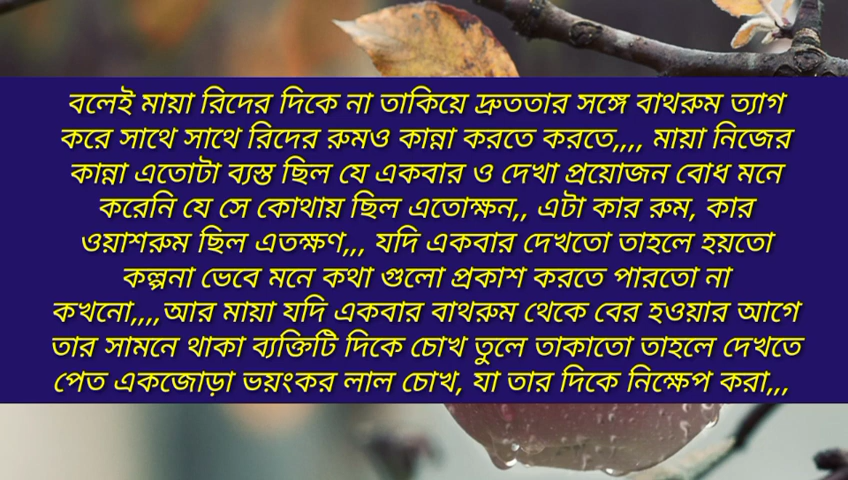 বলেই মায়া রিদের দিকে না তাকিয়ে দ্রুততার সঙ্গে বাথরুম ত্যাগ
করে সাথে সাথে রিদের রুমও কান্না করতে করতে,,,, মায়া নিজের
কান্না এতোটা ব্যস্ত ছিল যে একবার ও দেখা প্রয়োজন বোধ মনে
করেনি যে সে কোথায় ছিল এতোক্ষন,, এটা কার রুম, কার
ওয়াশরুম ছিল এতক্ষণ,,, যদি একবার দেখতো তাহলে হয়তো
কল্পনা ভেবে মনে কথা গুলো প্রকাশ করতে পারতো না
কখনো,,,,আর মায়া যদি একবার বাথরুম থেকে বের হওয়ার আগে
তার সামনে থাকা ব্যক্তিটি দিকে চোখ তুলে তাকাতো তাহলে দেখতে
পেত একজোড়া ভয়ংকর লাল চোখ, যা তার দিকে নিক্ষেপ করা,,,